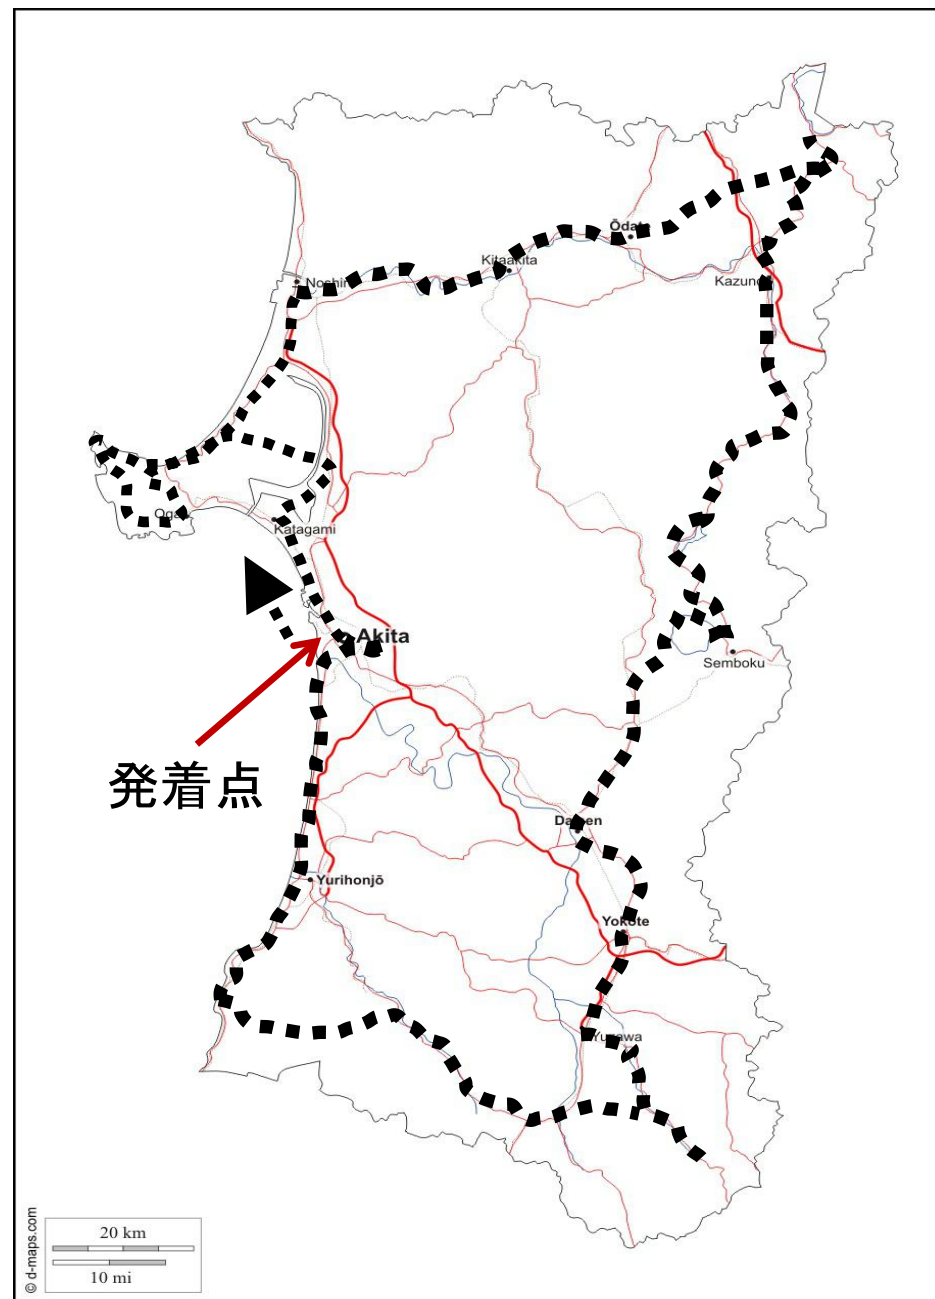 Ōdate
Kitaakita
Noshiro
Kazuno
Oga
Katagami
Akita
Semboku
発着点
Daisen
Yurihonjō
Yokote
Yuzawa
20 km
10 mi
© d-maps.com